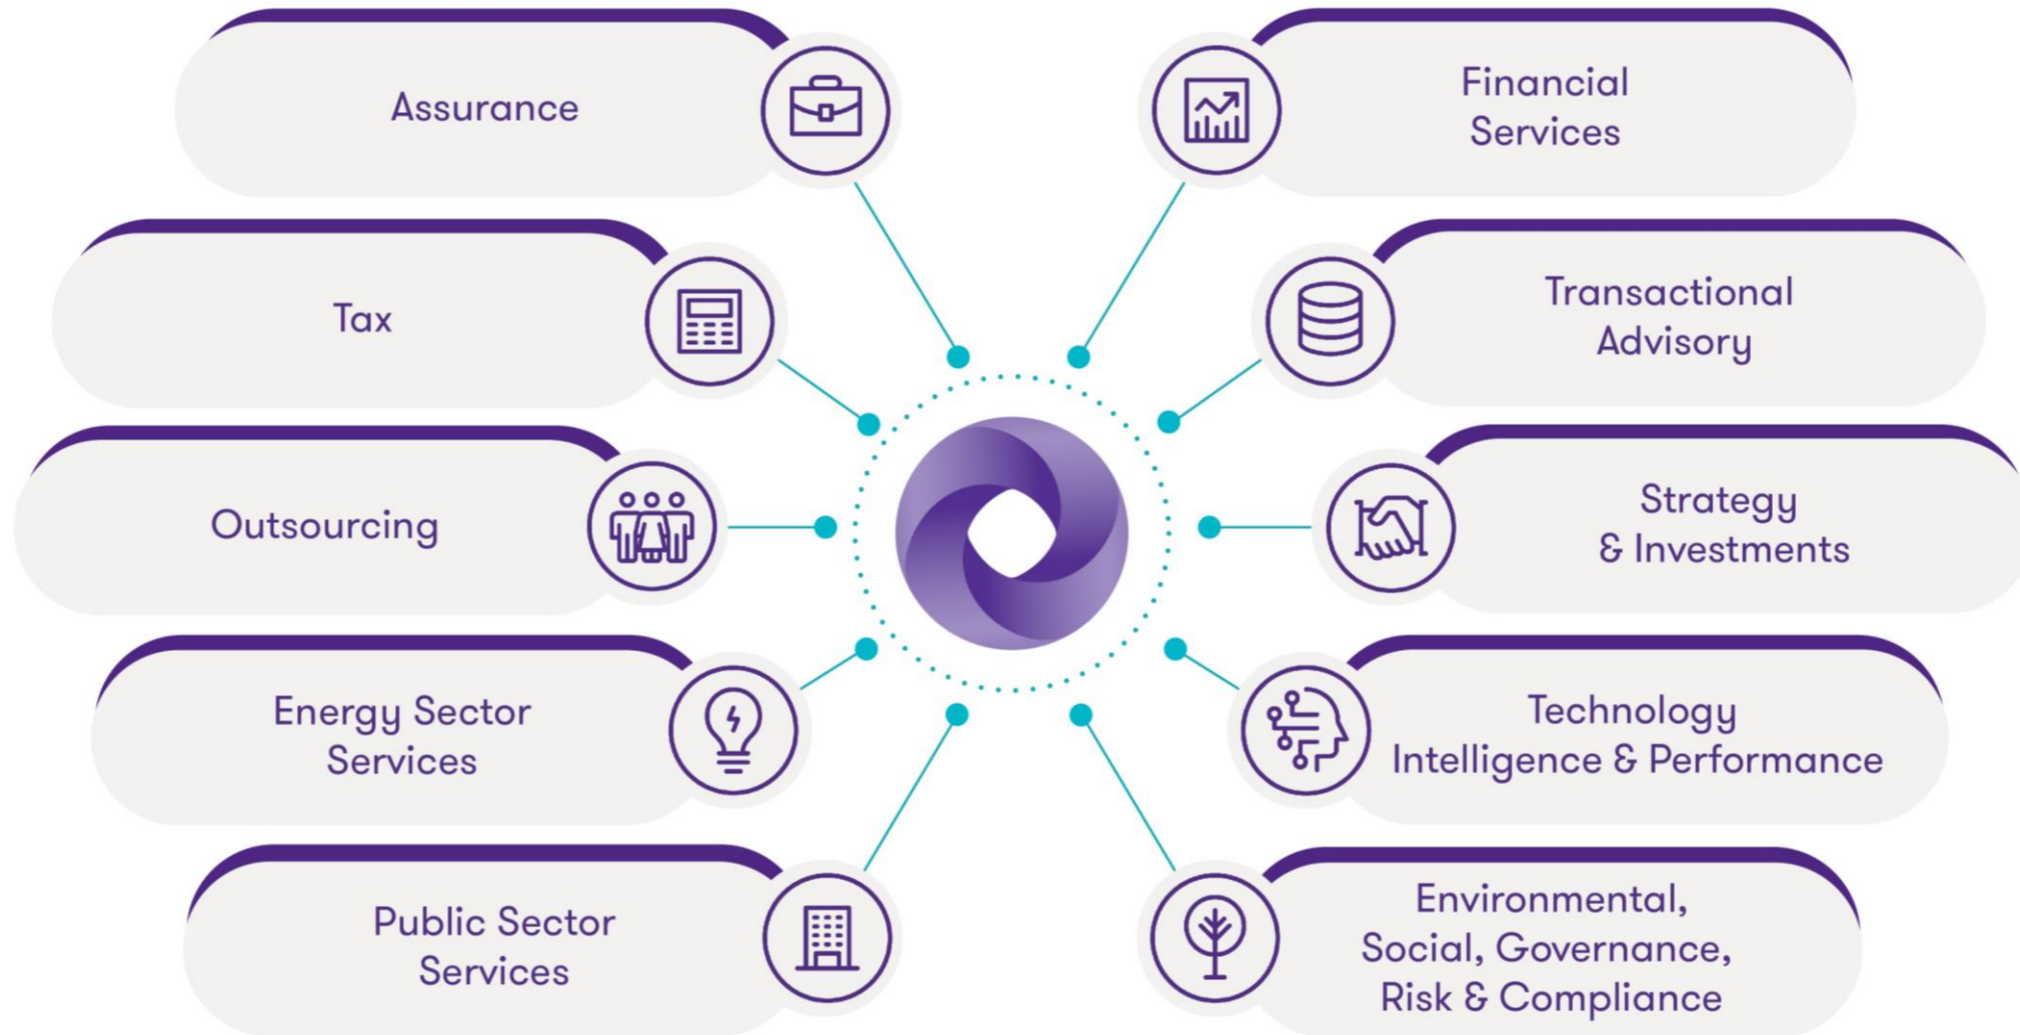 Assurance
Tax
Outsourcing
Energy Sector
Services
Public Sector
Services
Financial
Services
Transactional
Advisory
Strategy
& Investments
Technology
Intelligence & Performance
Environmental,
Social, Governance,
Risk & Compliance